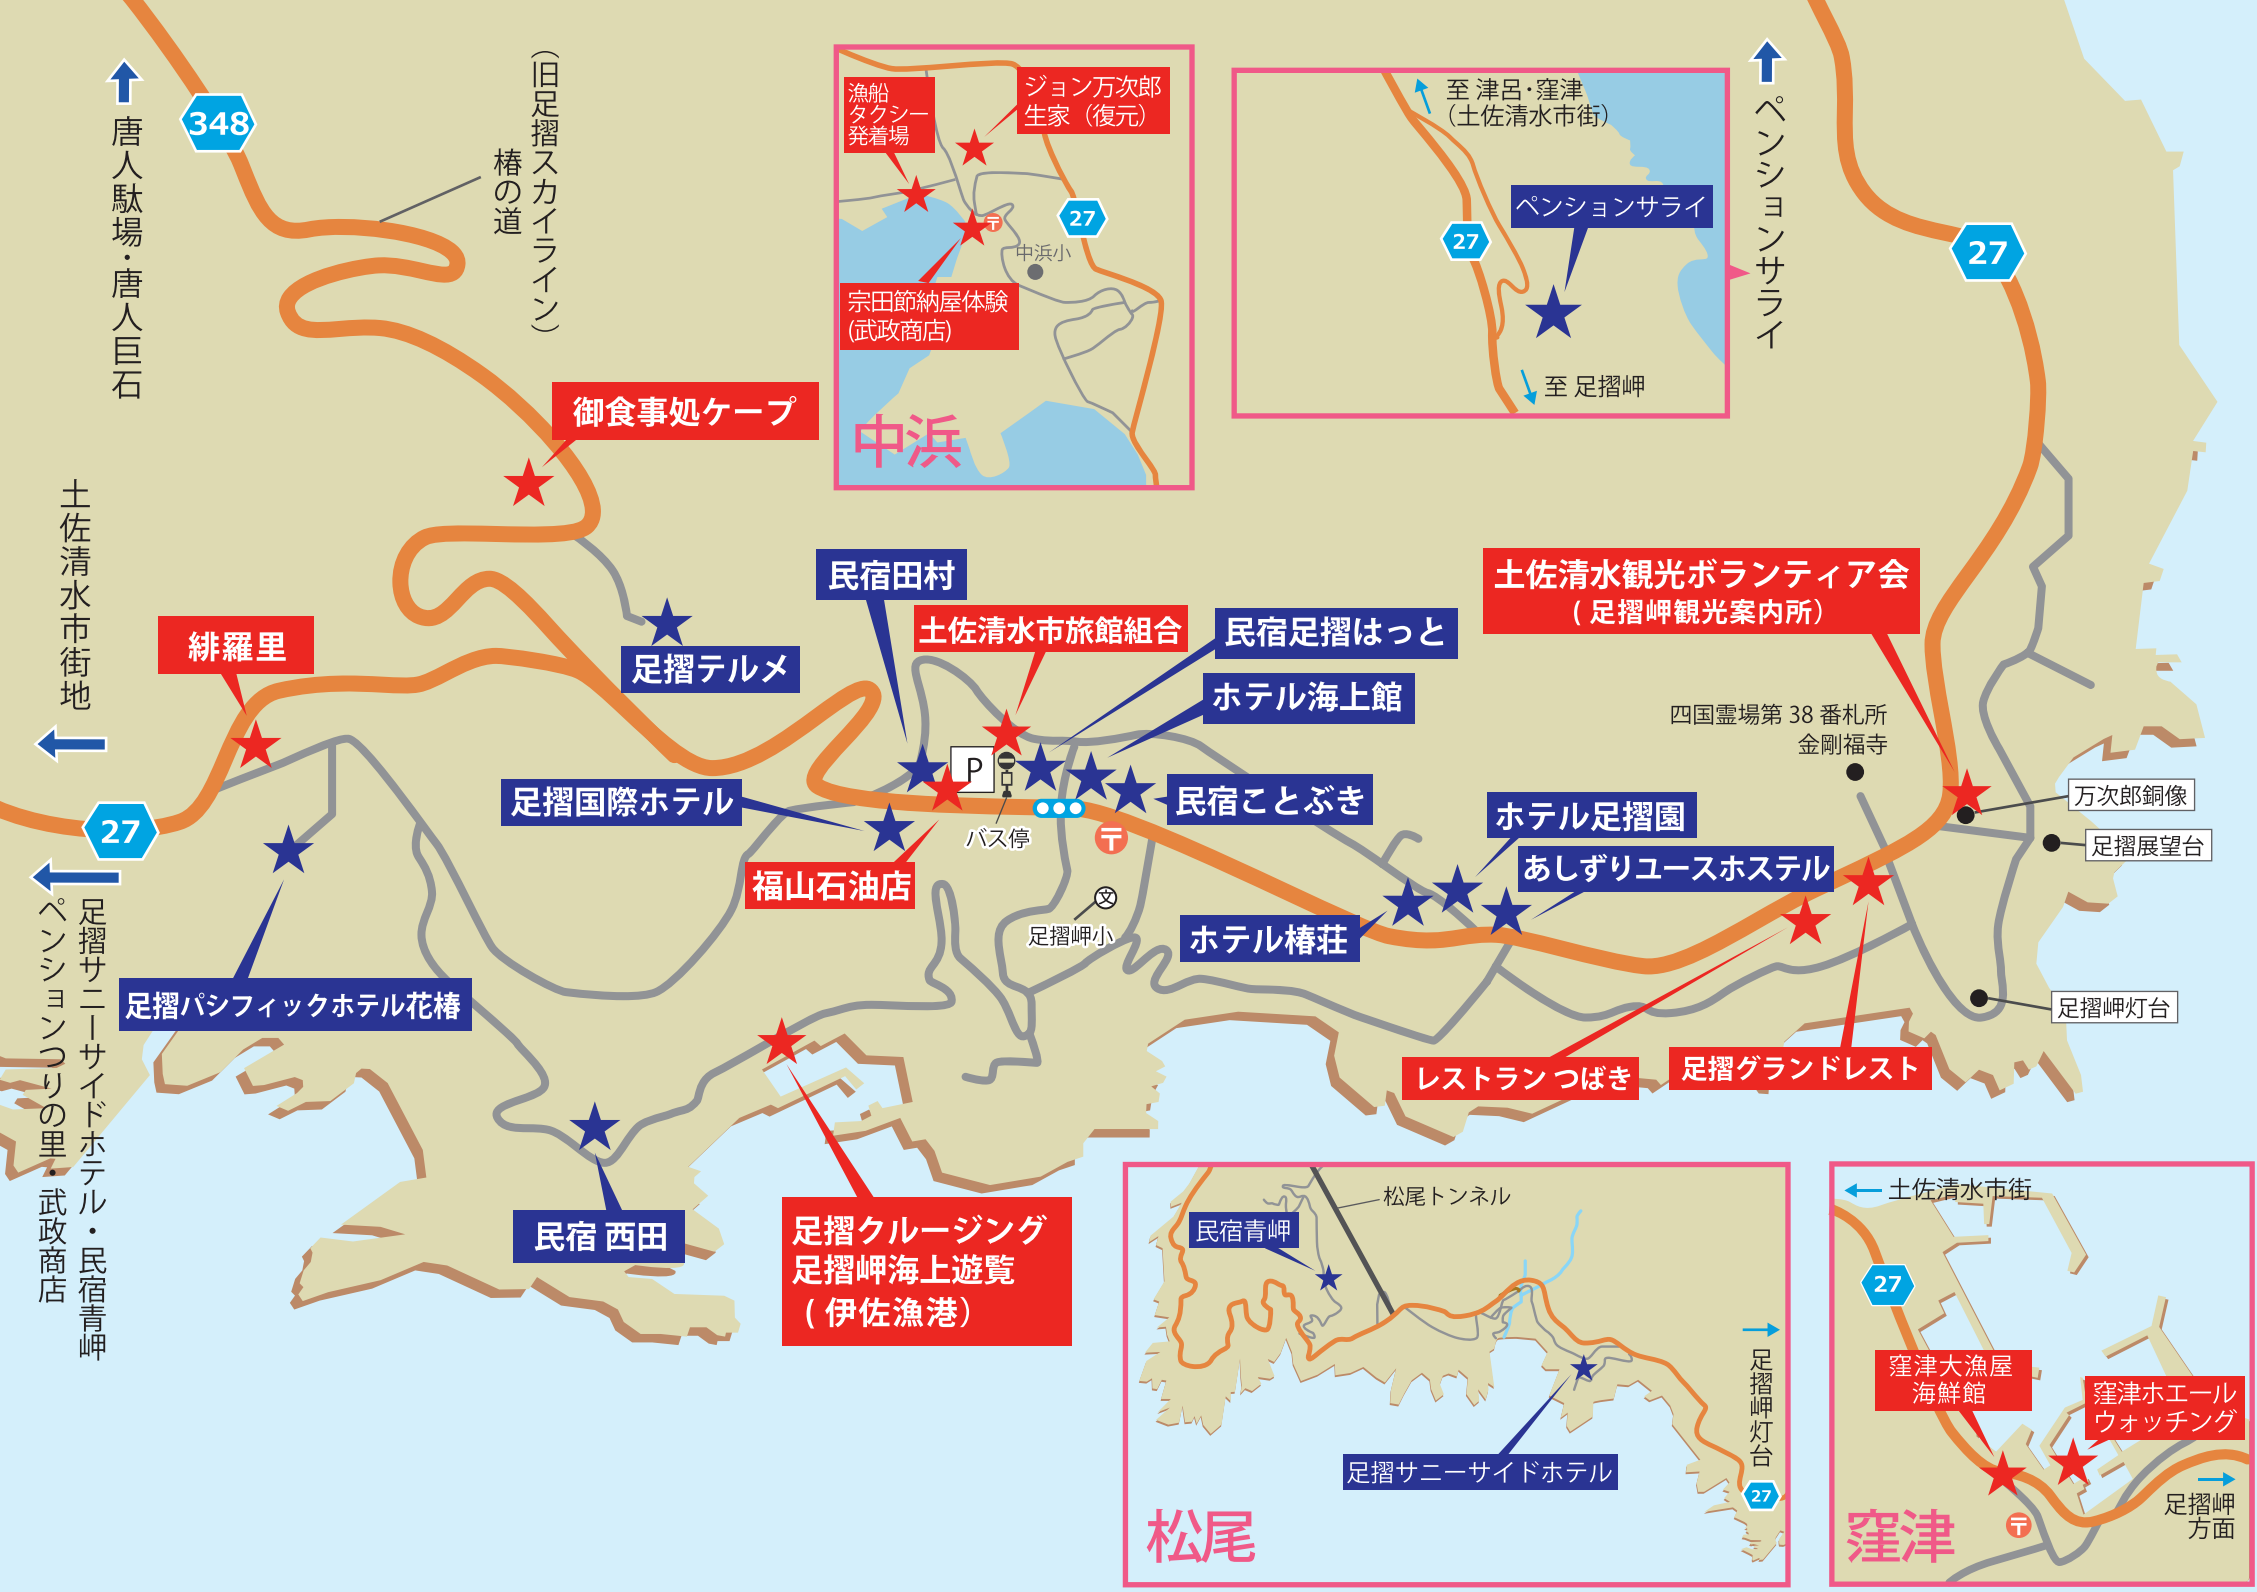 348
唐人駄場・唐人巨石
(旧足摺スカイライン)
椿の道
漁船
タクシー
発着場
ジョン万次郎
生家(復元)
27
〒
中浜小
宗田節納屋体験
(武政商店)
中浜
至 津呂・窪津
(土佐清水市街)
ペンションサライ
27
至 足摺岬
ペンションサライ
27
御食事処ケープ
土佐清水市街地
緋羅里
27
足摺テルメ
民宿田村
土佐清水市旅館組合
民宿足摺はっと
ホテル海上館
土佐清水観光ボランティア会
( 足摺岬観光案内所)
四国霊場第 38 番札所
金剛福寺
万次郎銅像
足摺展望台
足摺岬灯台
足摺国際ホテル
P
バス停
〒
民宿ことぶき
ホテル足摺園
あしずりユースホステル
福山石油店
文
足摺岬小
ホテル椿荘
足摺サニーサイドホテル・民宿青岬
ペンションつりの里・武政商店
足摺パシフィックホテル花椿
レストラン つばき
足摺グランドレスト
民宿 西田
足摺クルージング
足摺岬海上遊覧
( 伊佐漁港)
松尾トンネル
民宿青岬
足摺岬灯台
27
足摺サニーサイドホテル
松尾
土佐清水市街
27
窪津大漁屋
海鮮館
窪津ホエール
ウォッチング
〒
足摺岬
方面
窪津